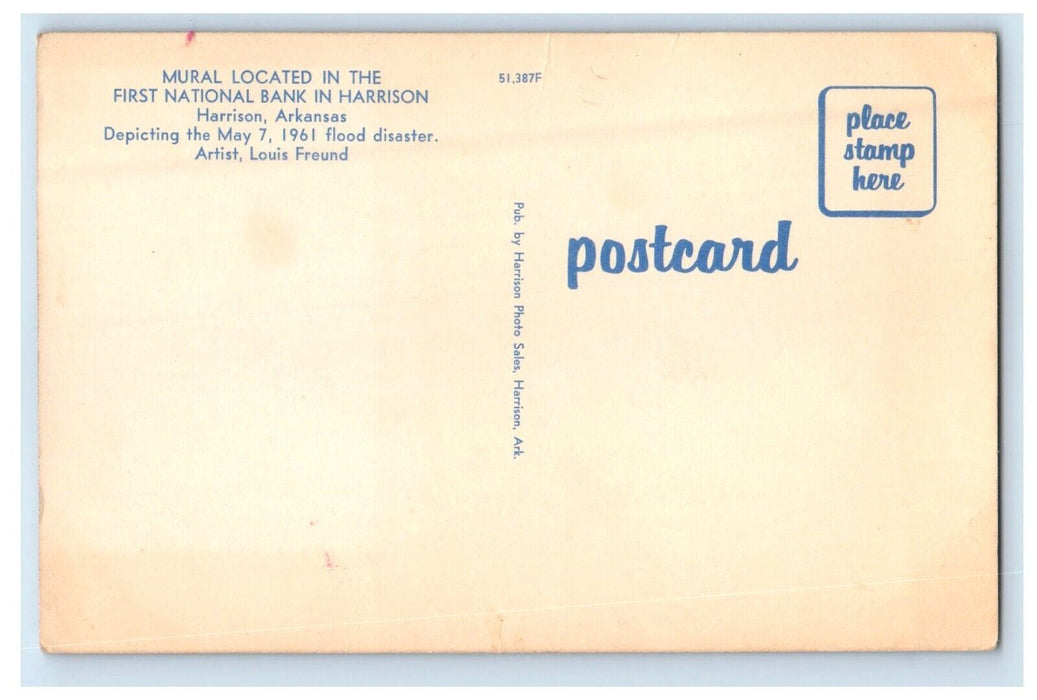 MURAL LOCATED IN THE
FIRST NATIONAL BANK IN HARRISON
Harrison, Arkansas
Depicting the May 7, 1961 flood disaster.
Artist, Louis Freund
51,387F
Pub. by Harrison Photo Sales, Harrison, Ark.
postcard
place
stamp
here